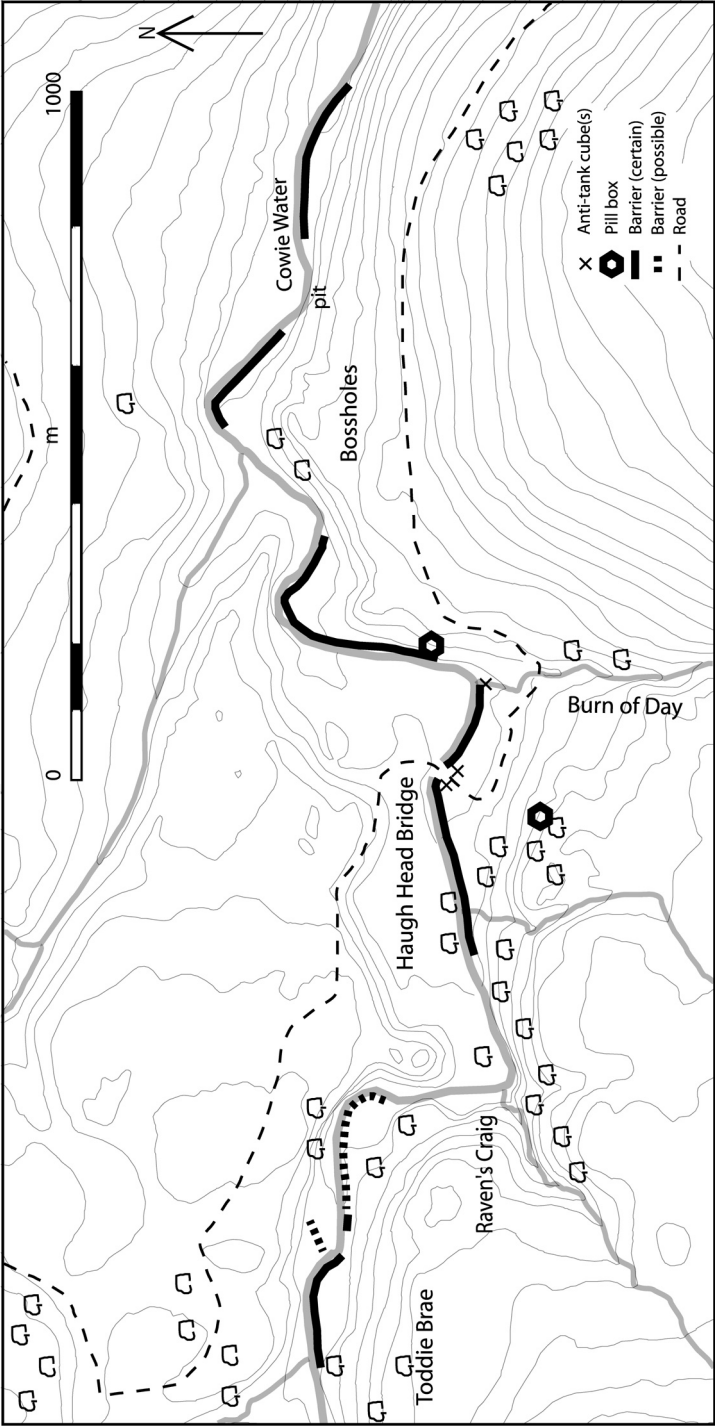 N
0
m
1000
Cowie Water
pit
Bossholes
Haugh Head Bridge
Burn of Day
Raven's Craig
Toddie Brae
Anti-tank cube(s)
Pill box
Barrier (certain)
Barrier (possible)
Road